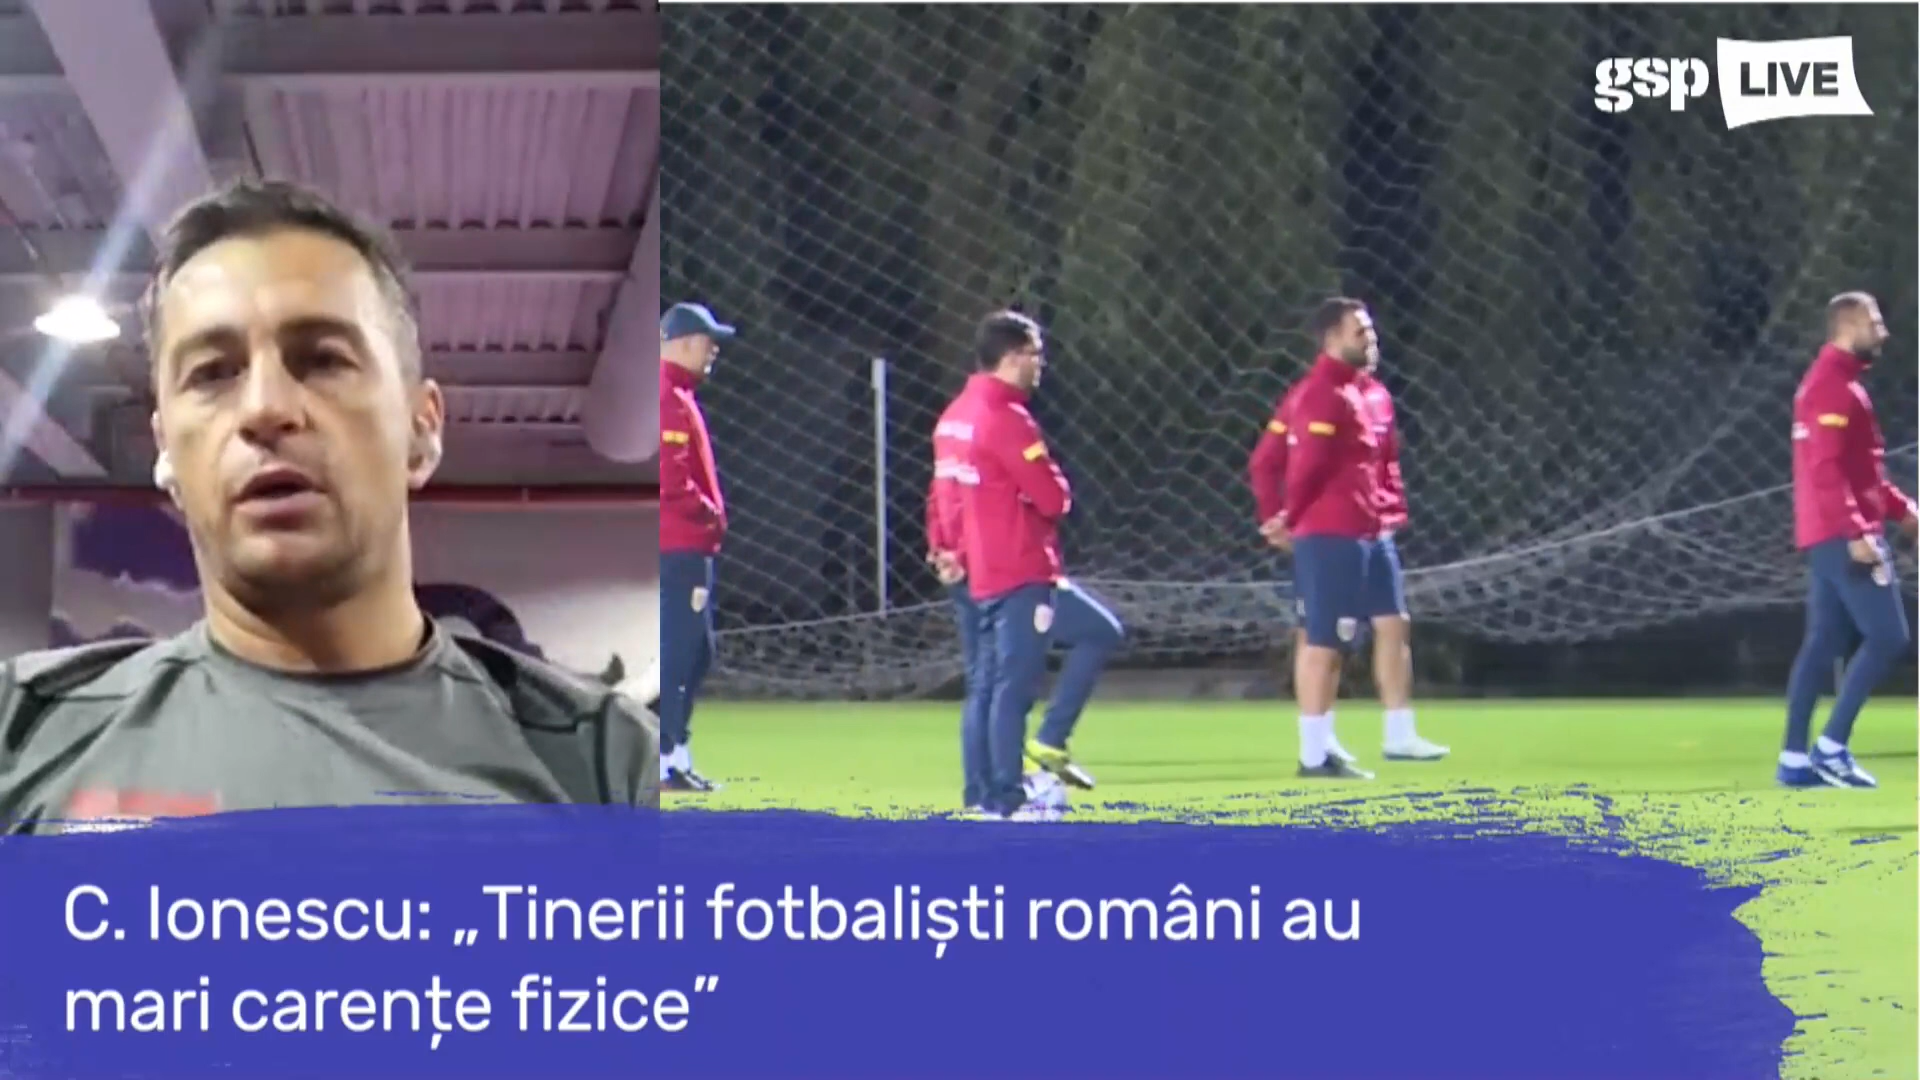 gsp LIVE
C. Ionescu: „Tinerii fotbaliști români au
mari carențe fizice”